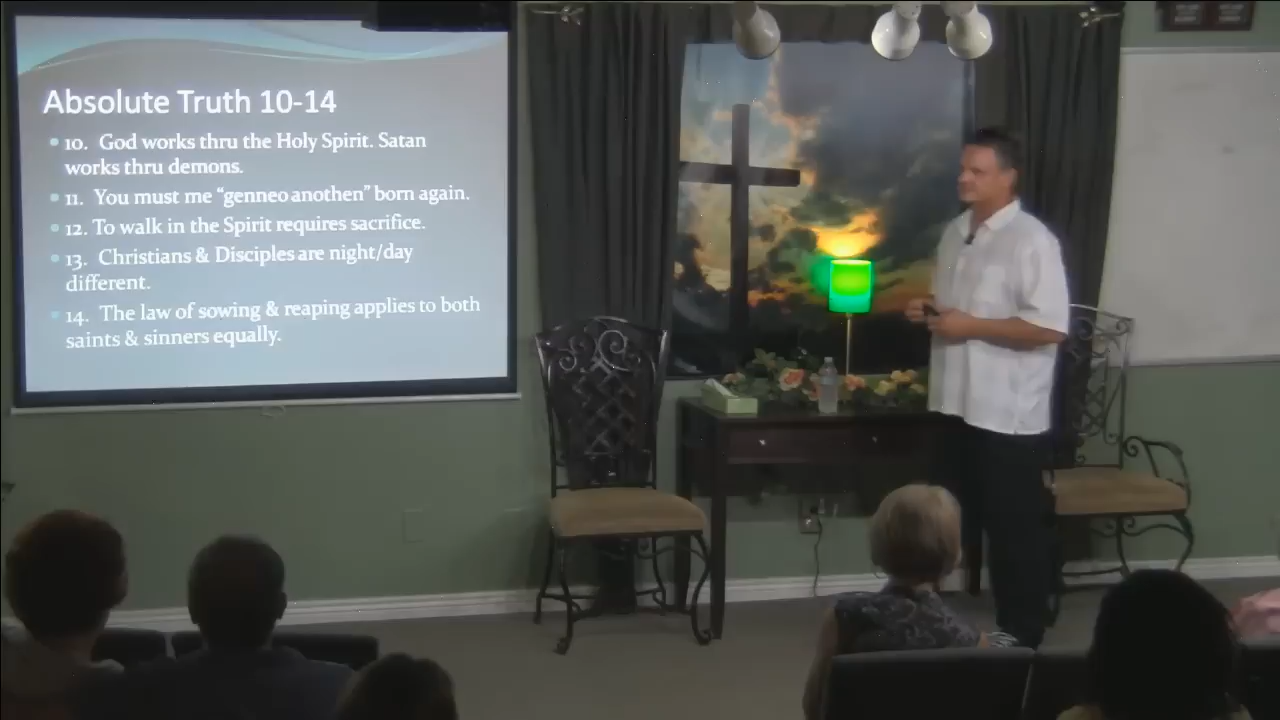 Absolute Truth 10-14
10. God works thru the Holy Spirit. Satan
works thru demons.
11. You must me "genneo anothen" born again.
12. To walk in the Spirit requires sacrifice.
13. Christians & Disciples are night/day
different.
14. The law of sowing & reaping applies to both
saints & sinners equally.